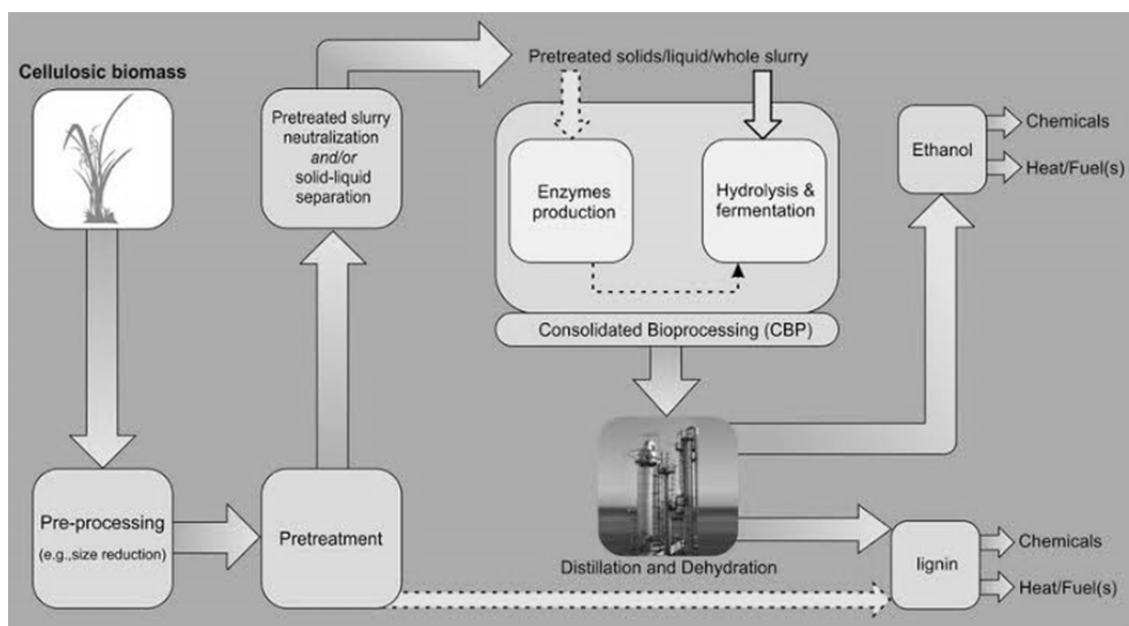 Cellulosic biomass
Pre-processing
(e.g.,size reduction)
Pretreatment
Pretreated slurry
neutralization
and/or
solid-liquid
separation
Pretreated solids/liquid/whole slurry
Enzymes
production
Hydrolysis &
fermentation
Consolidated Bioprocessing (CBP)
Distillation and Dehydration
Ethanol
Chemicals
Heat/Fuel(s)
lignin
Chemicals
Heat/Fuel(s)